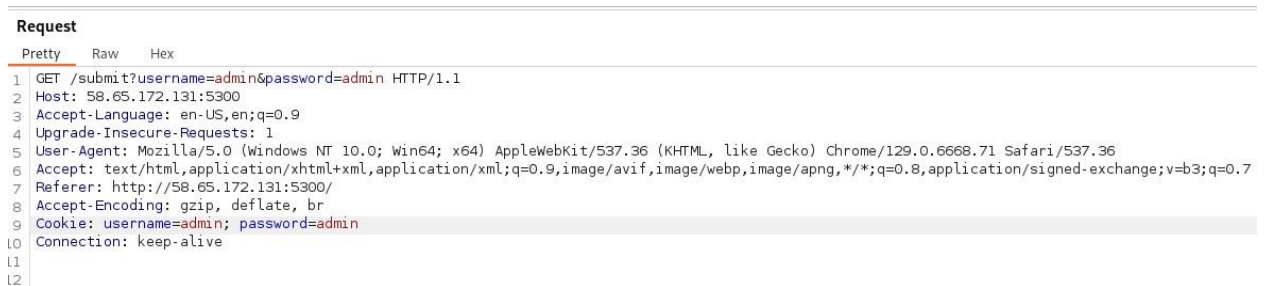 Request
Pretty Raw Hex
1 GET /submit?username=admin&password=admin HTTP/1.1
2 Host: 58.65.172.131:5300
3 Accept-Language: en-US,en;q=0.9
4 Upgrade-Insecure-Requests: 1
5 User-Agent: Mozilla/5.0 (Windows NT 10.0; Win64; x64) AppleWebKit/537.36 (KHTML, like Gecko) Chrome/129.0.6668.71 Safari/537.36
6 Accept: text/html,application/xhtml+xml,application/xml;q=0.9,image/avif,image/webp,image/apng,*/*;q=0.8,application/signed-exchange;v=b3;q=0.7
7 Referer: http://58.65.172.131:5300/
8 Accept-Encoding: gzip, deflate, br
9 Cookie: username=admin; password=admin
10 Connection: keep-alive
11
12